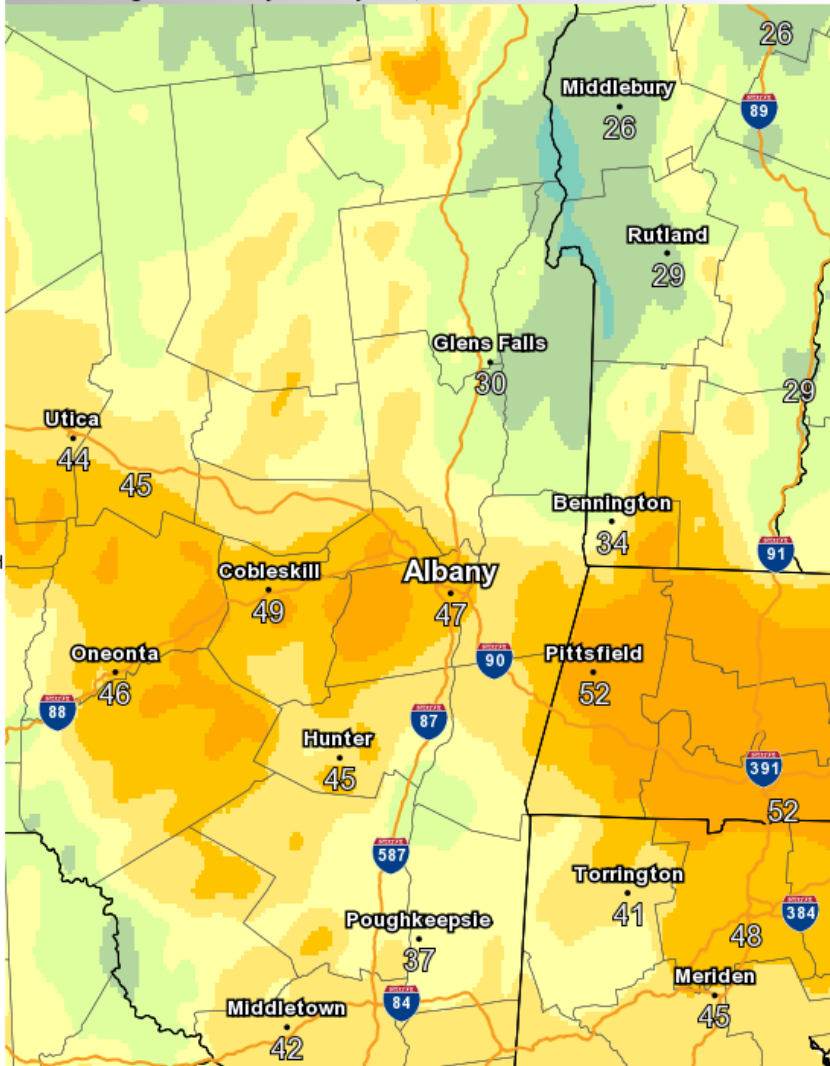 26
Middlebury
26
89
Rutland
29
Glens Falls
30
29
Utica
44
45
Bennington
34
91
Cobleskill
49
Albany
47
Oneonta
46
90
Pittsfield
52
88
87
Hunter
45
391
52
587
Torrington
41
384
48
Poughkeepsie
37
Meriden
45
84
Middletown
42